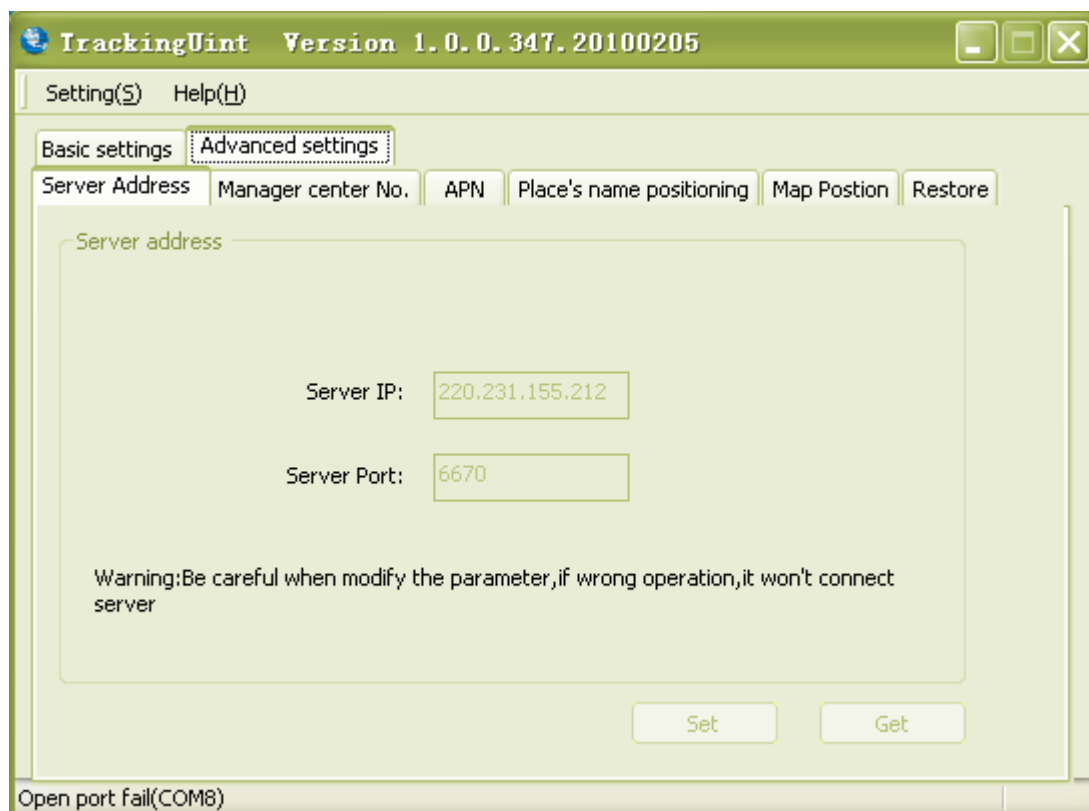 TrackingUint Version 1.0.0.347.20100205
Setting(S) Help(H)
Basic settings Advanced settings
Server Address Manager center No. APN Place's name positioning Map Postion Restore
Server address
Server IP: 220.231.155.212
Server Port: 6670
Warning:Be careful when modify the parameter,if wrong operation,it won't connect
server
Set Get
Open port fail(COM8)